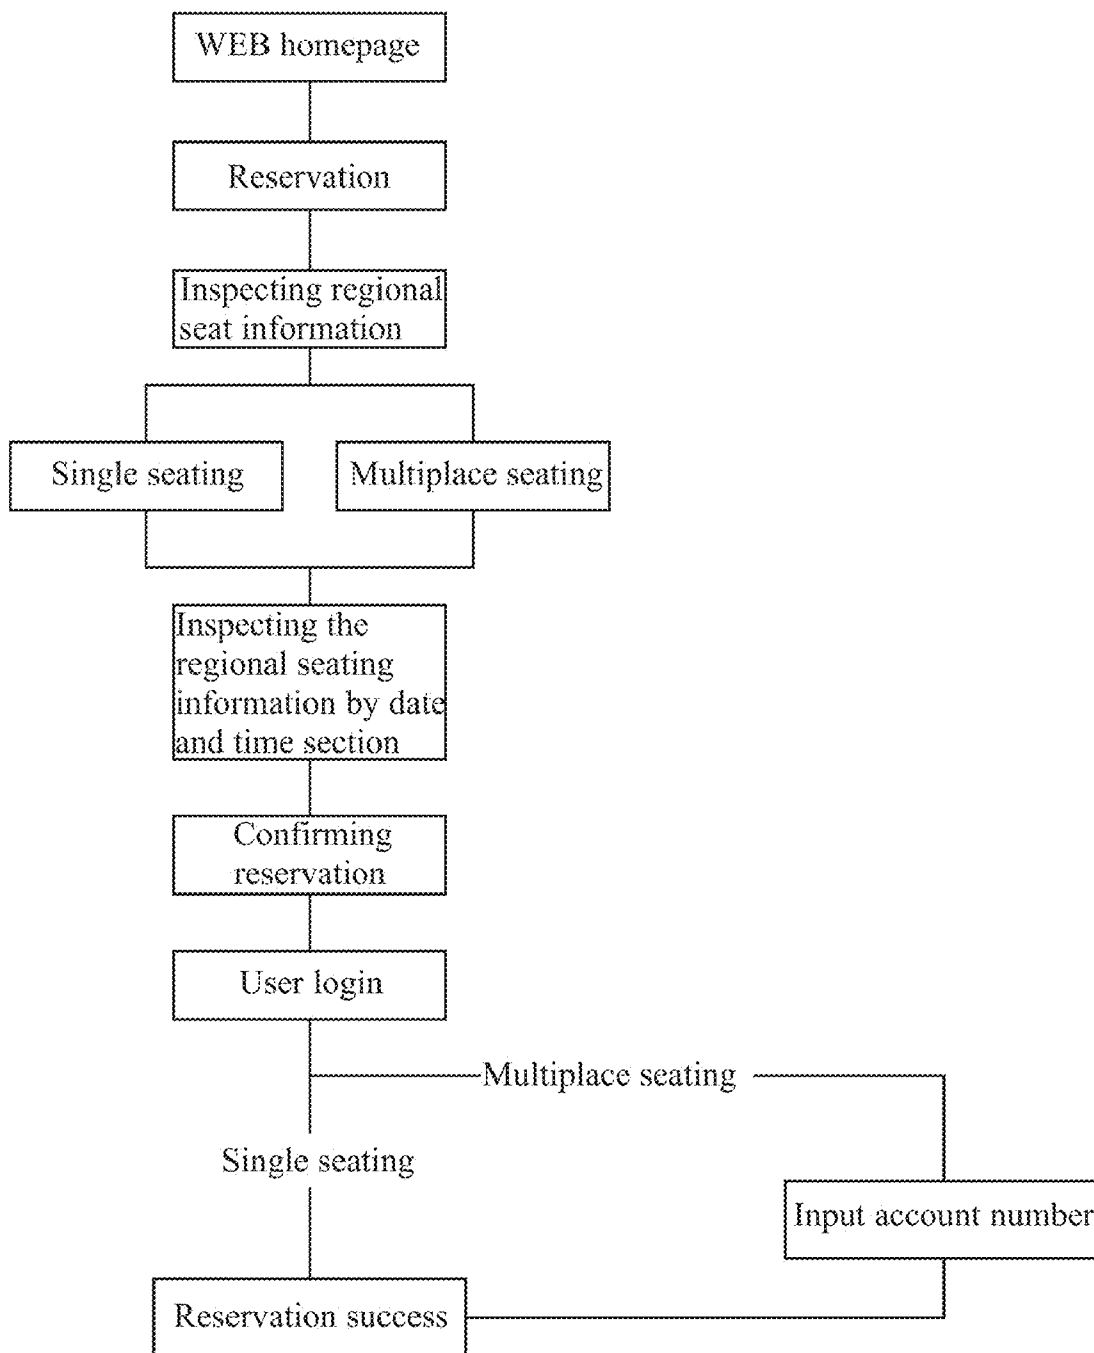 WEB homepage
Reservation
Inspecting regional
seat information
Single seating
Multiplace seating
Inspecting the
regional seating
information by date
and time section
Confirming
reservation
User login
Multiplace seating
Single seating
Input account number
Reservation success